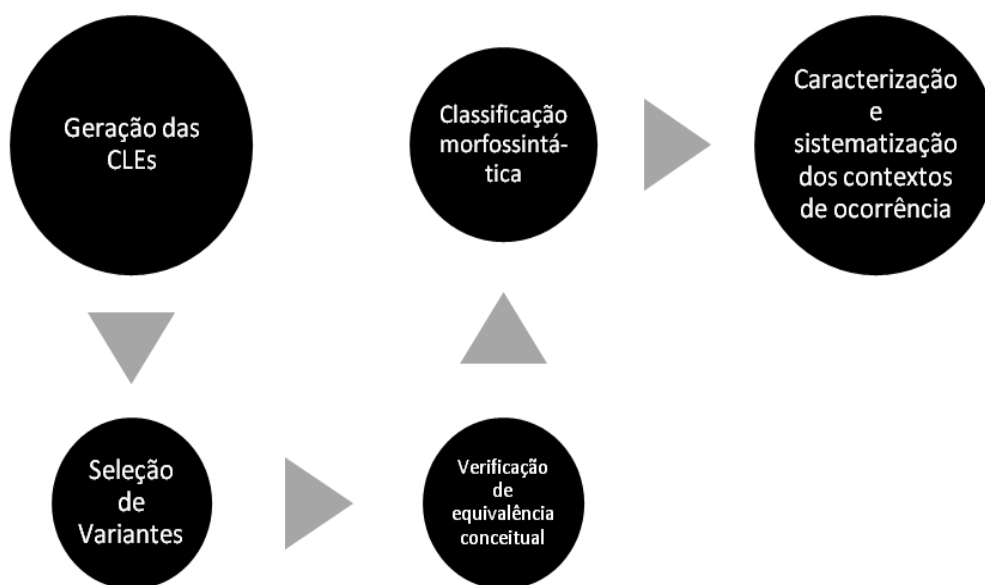 Geração das
CLEs
Seleção
de
Variantes
Verificação
de
equivalência
conceitual
Classificação
morfossintá-
tica
Caracterização
e
sistematização
dos contextos
de ocorrência